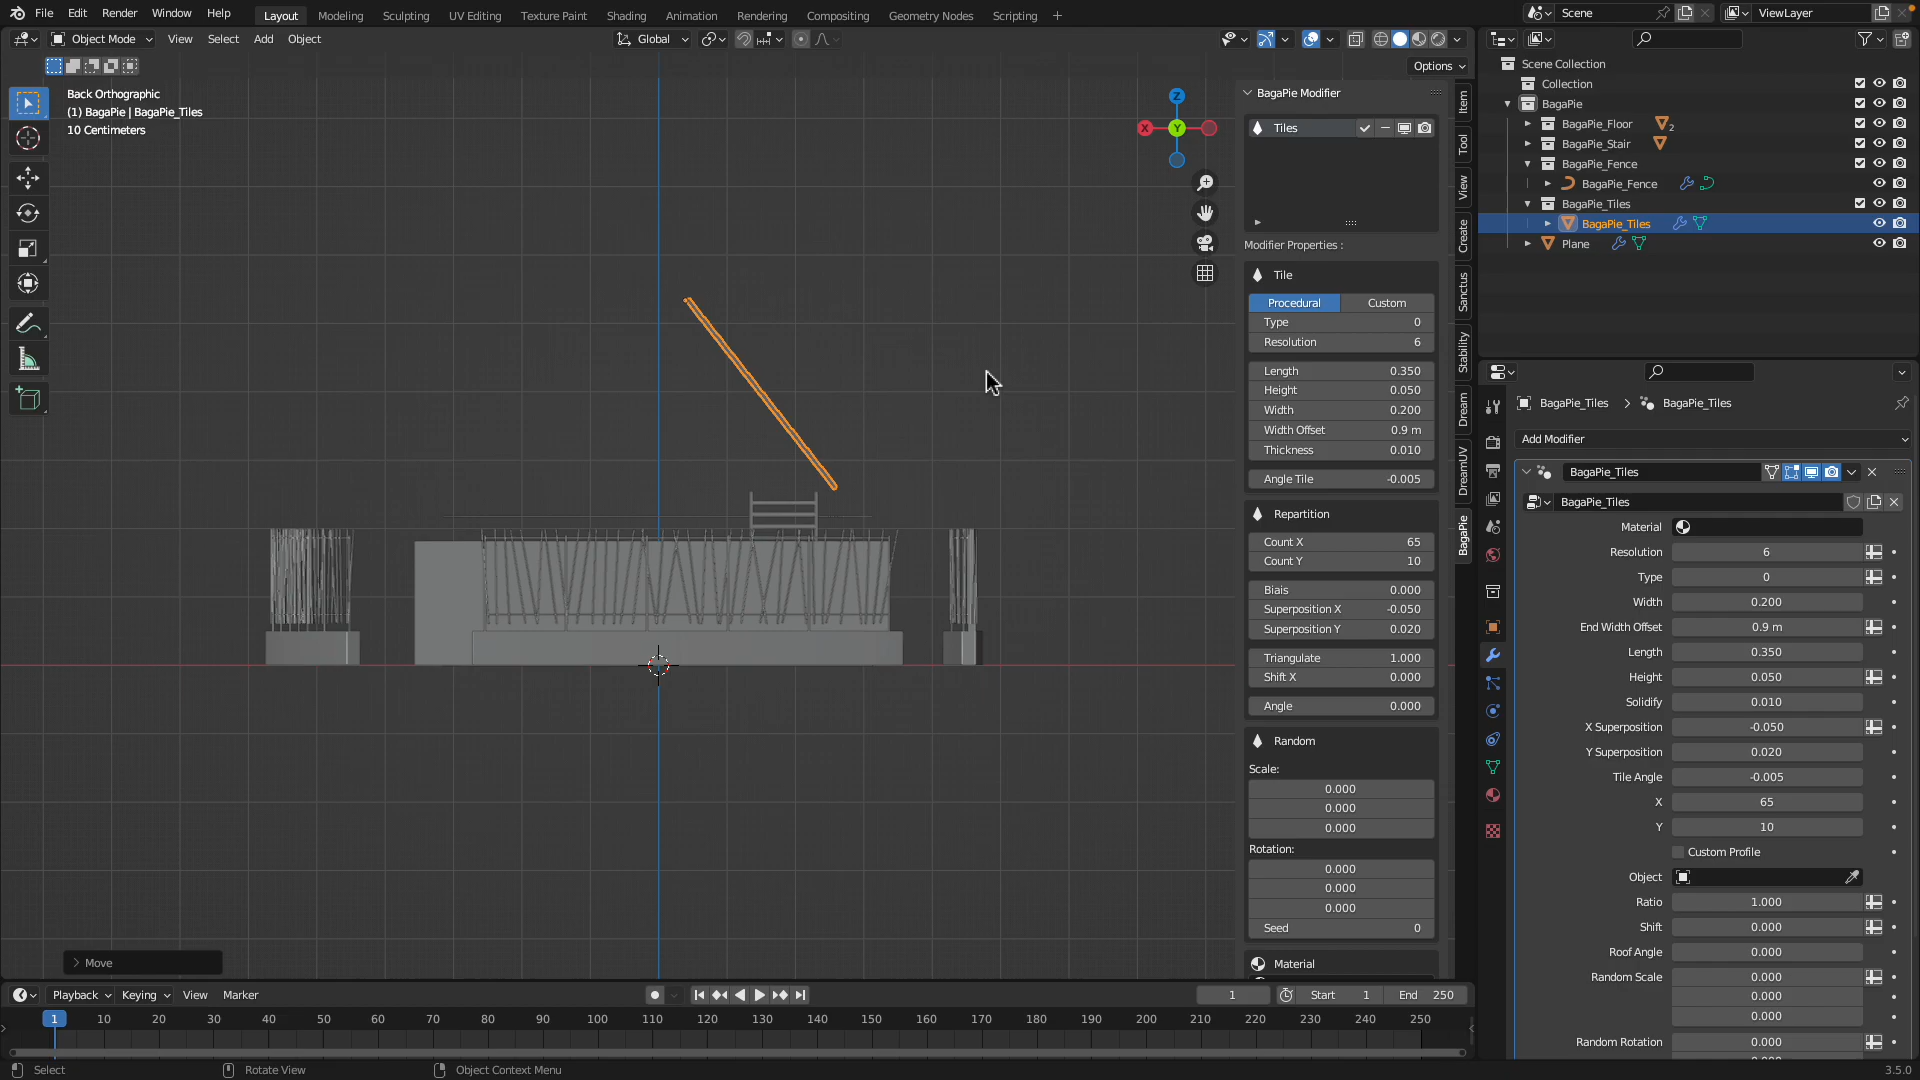 File Edit Render Window Help Layout Modeling Sculpting UV Editing Texture Paint Shading Animation Rendering Compositing Geometry Nodes Scripting Scene ViewLayer
Object Mode View Select Add Object Global
Options
Back Orthographic
(1) BagaPie | BagaPie_Tiles
10 Centimeters
Z
X
Y
BagaPie Modifier
Tiles
Modifier Properties :
Tile
Procedural Custom
Type 0
Resolution 6
Length 0.350
Height 0.050
Width 0.200
Width Offset 0.9 m
Thickness 0.010
Angle Tile -0.005
Repartition
Count X 65
Count Y 10
Biais 0.000
Superposition X -0.050
Superposition Y 0.020
Triangulate 1.000
Shift X 0.000
Angle 0.000
Random
Scale:
0.000
0.000
0.000
Rotation:
0.000
0.000
0.000
Seed 0
Material
Item
Tool
View
Create
Sanctus
Stability
Dream
DreamUV
BagaPie
Scene Collection
Collection
BagaPie
BagaPie_Floor 2
BagaPie_Stair
BagaPie_Fence
BagaPie_Fence
BagaPie_Tiles
BagaPie_Tiles
Plane
BagaPie_Tiles BagaPie_Tiles
Add Modifier
BagaPie_Tiles
BagaPie_Tiles
Material
Resolution 6
Type 0
Width 0.200
End Width Offset 0.9 m
Length 0.350
Height 0.050
Solidify 0.010
X Superposition -0.050
Y Superposition 0.020
Tile Angle -0.005
X 65
Y 10
Custom Profile
Object
Ratio 1.000
Shift 0.000
Roof Angle 0.000
Random Scale 0.000
0.000
0.000
Random Rotation 0.000
Move
Playback Keying View Marker 1 Start 1 End 250
1 10 20 30 40 50 60 70 80 90 100 110 120 130 140 150 160 170 180 190 200 210 220 230 240 250
Select Rotate View Object Context Menu 3.5.0